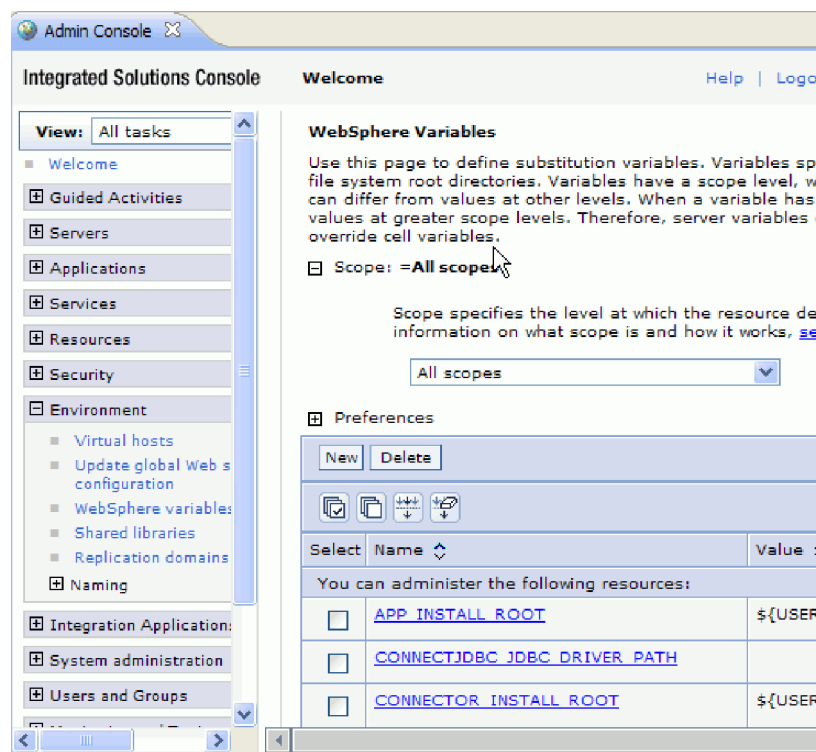 Admin Console
Integrated Solutions Console
Welcome
Help | Logo
View: All tasks
Welcome
Guided Activities
Servers
Applications
Services
Resources
Security
Environment
Virtual hosts
Update global Web s
configuration
WebSphere variables
Shared libraries
Replication domains
Naming
Integration Applications
System administration
Users and Groups
WebSphere Variables
Use this page to define substitution variables. Variables sp
file system root directories. Variables have a scope level, w
can differ from values at other levels. When a variable has
values at greater scope levels. Therefore, server variables
override cell variables.
Scope: =All scopes
Scope specifies the level at which the resource de
information on what scope is and how it works, se
All scopes
Preferences
New Delete
Select Name Value
You can administer the following resources:
APP_INSTALL_ROOT ${USER
CONNECTJDBC_JDBC_DRIVER_PATH
CONNECTOR_INSTALL_ROOT ${USER